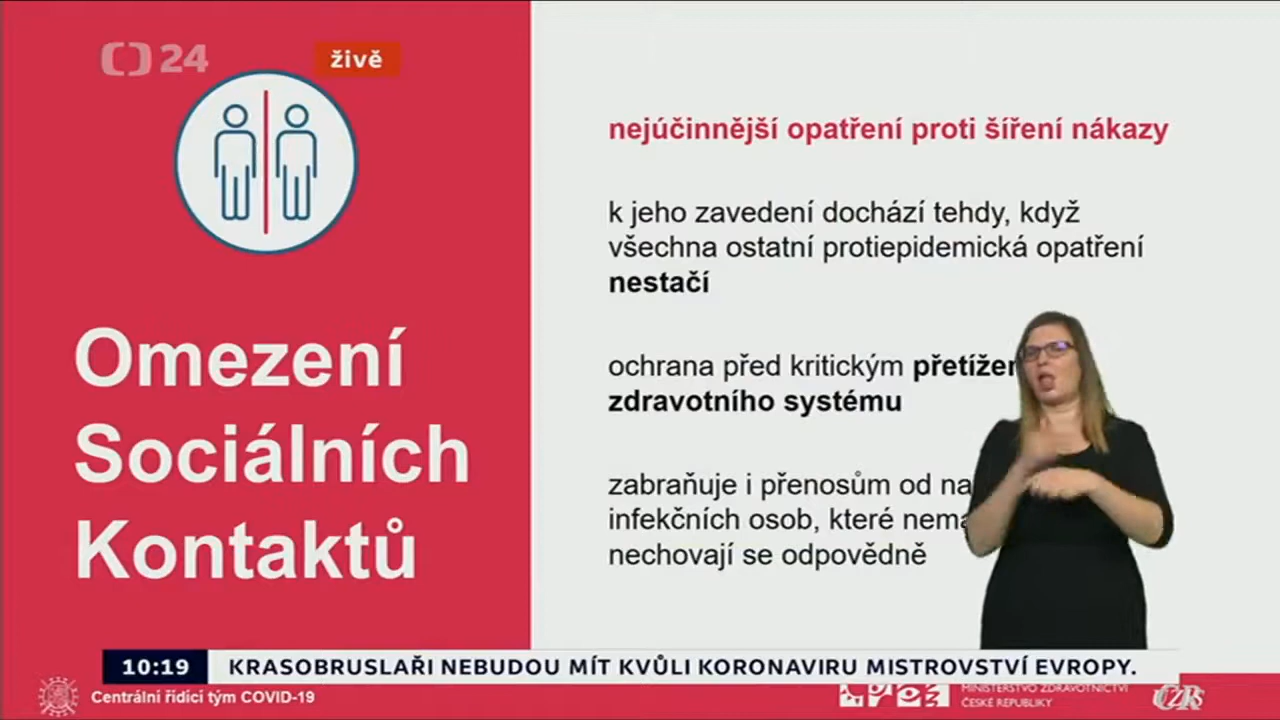 24
živě
nejúčinnější opatření proti šíření nákazy
k jeho zavedení dochází tehdy, když
všechna ostatní protiepidemická opatření
nestačí
ochrana před kritickým
zdravotního systému
zabraňuje i přenosům od
infekčních osob, které
nechovají se odpovědně
Omezení
Sociálních
Kontaktů
10:19 KRASOBRUSLAŘI NEBUDOU MÍT KVŮLI KORONAVIRU MISTROVSTVÍ EVROPY.
Centrální řídící tým COVID-19
MINISTERSTVO ZDRAVOTNICTVÍ
ČESKÉ REPUBLIKY